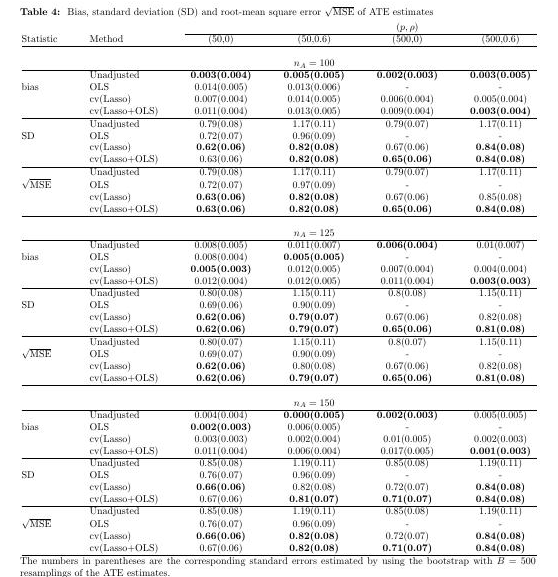 Table 4: Bias, standard deviation (SD) and root-mean square error √MSE of ATE estimates
(p, ρ)
Statistic Method (50,0) (50,0.6) (500,0) (500,0.6)
n_A = 100
Unadjusted 0.003(0.004) 0.005(0.005) 0.002(0.003) 0.003(0.005)
bias OLS 0.014(0.005) 0.013(0.006) - -
cv(Lasso) 0.007(0.004) 0.014(0.005) 0.006(0.004) 0.005(0.004)
cv(Lasso+OLS) 0.011(0.004) 0.013(0.005) 0.009(0.004) 0.003(0.004)
Unadjusted 0.79(0.08) 1.17(0.11) 0.79(0.07) 1.17(0.11)
SD OLS 0.72(0.07) 0.96(0.09) - -
cv(Lasso) 0.62(0.06) 0.82(0.08) 0.67(0.06) 0.84(0.08)
cv(Lasso+OLS) 0.63(0.06) 0.82(0.08) 0.65(0.06) 0.84(0.08)
Unadjusted 0.79(0.08) 1.17(0.11) 0.79(0.07) 1.17(0.11)
√MSE OLS 0.72(0.07) 0.97(0.09) - -
cv(Lasso) 0.63(0.06) 0.82(0.08) 0.67(0.06) 0.85(0.08)
cv(Lasso+OLS) 0.63(0.06) 0.82(0.08) 0.65(0.06) 0.84(0.08)
n_A = 125
Unadjusted 0.008(0.005) 0.011(0.007) 0.006(0.004) 0.01(0.007)
bias OLS 0.008(0.004) 0.005(0.005) - -
cv(Lasso) 0.005(0.003) 0.012(0.005) 0.007(0.004) 0.004(0.004)
cv(Lasso+OLS) 0.012(0.004) 0.012(0.005) 0.011(0.004) 0.003(0.004)
Unadjusted 0.80(0.08) 1.15(0.11) 0.8(0.08) 1.15(0.11)
SD OLS 0.69(0.06) 0.90(0.09) - -
cv(Lasso) 0.62(0.06) 0.79(0.07) 0.67(0.06) 0.82(0.08)
cv(Lasso+OLS) 0.62(0.06) 0.79(0.07) 0.65(0.06) 0.81(0.08)
Unadjusted 0.80(0.07) 1.15(0.11) 0.8(0.07) 1.15(0.11)
√MSE OLS 0.69(0.07) 0.90(0.09) - -
cv(Lasso) 0.62(0.06) 0.80(0.08) 0.67(0.06) 0.82(0.08)
cv(Lasso+OLS) 0.62(0.06) 0.79(0.07) 0.65(0.06) 0.81(0.08)
n_A = 150
Unadjusted 0.004(0.004) 0.000(0.005) 0.002(0.003) 0.005(0.005)
bias OLS 0.002(0.003) 0.006(0.005) - -
cv(Lasso) 0.003(0.003) 0.002(0.004) 0.01(0.005) 0.002(0.003)
cv(Lasso+OLS) 0.011(0.004) 0.006(0.004) 0.017(0.005) 0.001(0.003)
Unadjusted 0.85(0.08) 1.19(0.11) 0.85(0.08) 1.19(0.11)
SD OLS 0.76(0.07) 0.96(0.09) - -
cv(Lasso) 0.66(0.06) 0.82(0.08) 0.72(0.07) 0.84(0.08)
cv(Lasso+OLS) 0.67(0.06) 0.81(0.07) 0.71(0.07) 0.84(0.08)
Unadjusted 0.85(0.08) 1.19(0.11) 0.85(0.08) 1.19(0.11)
√MSE OLS 0.76(0.07) 0.96(0.09) - -
cv(Lasso) 0.66(0.06) 0.82(0.08) 0.72(0.07) 0.84(0.08)
cv(Lasso+OLS) 0.67(0.06) 0.82(0.08) 0.71(0.07) 0.84(0.08)
The numbers in parentheses are the corresponding standard errors estimated by using the bootstrap with B = 500
resamplings of the ATE estimates.